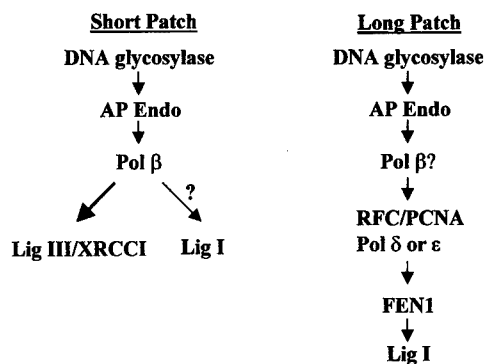 Short Patch
DNA glycosylase
AP Endo
Pol β
?
Lig III/XRCCI
Lig I
Long Patch
DNA glycosylase
AP Endo
Pol β?
RFC/PCNA
Pol δ or ε
FEN1
Lig I